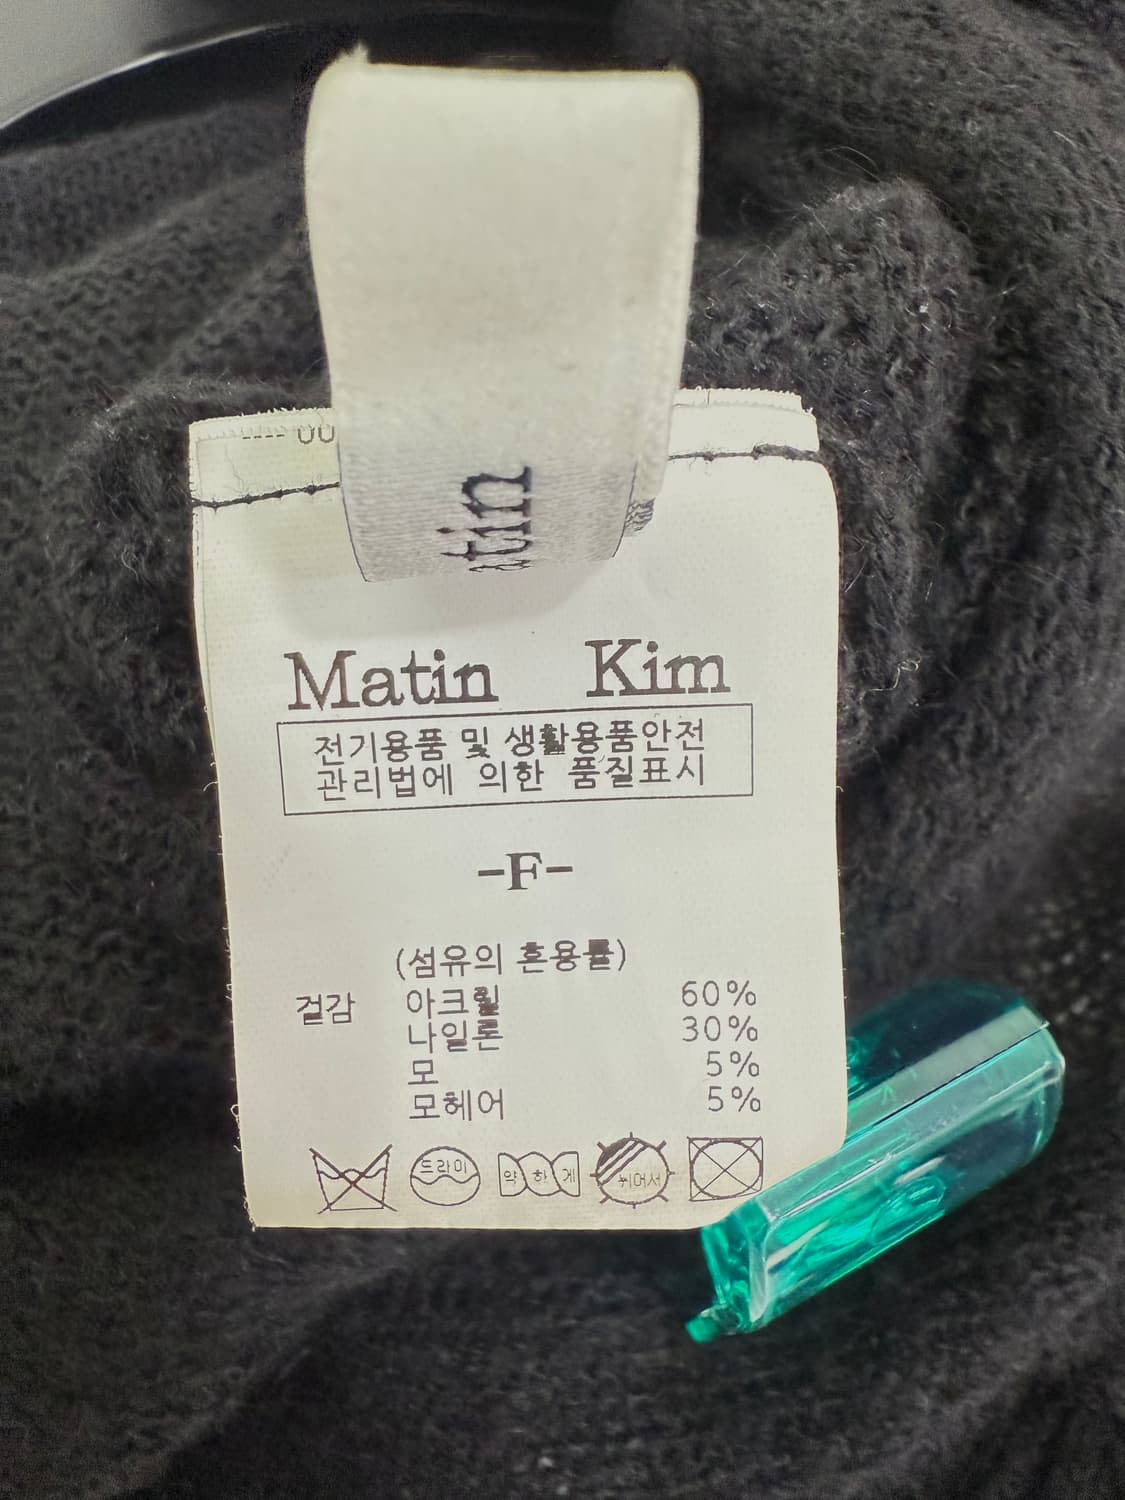 atin
Matin Kim
전기용품 및 생활용품안전
관리법에 의한 품질표시
-F-
(섬유의 혼용률)
겉감 아크릴 60%
나일론 30%
모 5%
모헤어 5%
드라이 약하게 뉘어서